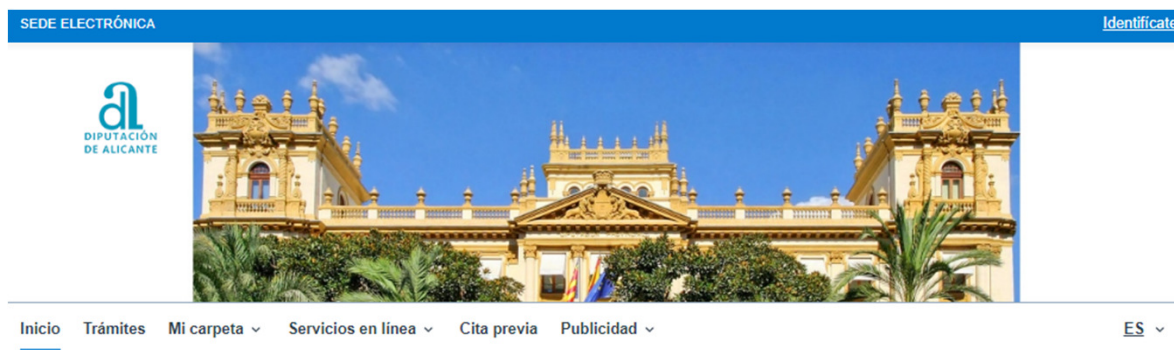 SEDE ELECTRÓNICA
Identifícate
DIPUTACIÓN
DE ALICANTE
Inicio Trámites Mi carpeta Servicios en línea Cita previa Publicidad ES